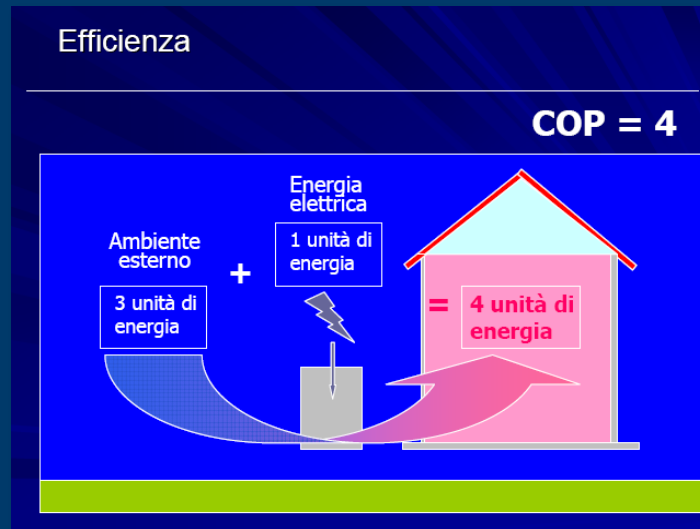 Efficienza
COP = 4
Energia
elettrica
1 unità di
energia
Ambiente
esterno
+
3 unità di
energia
= 4 unità di
energia